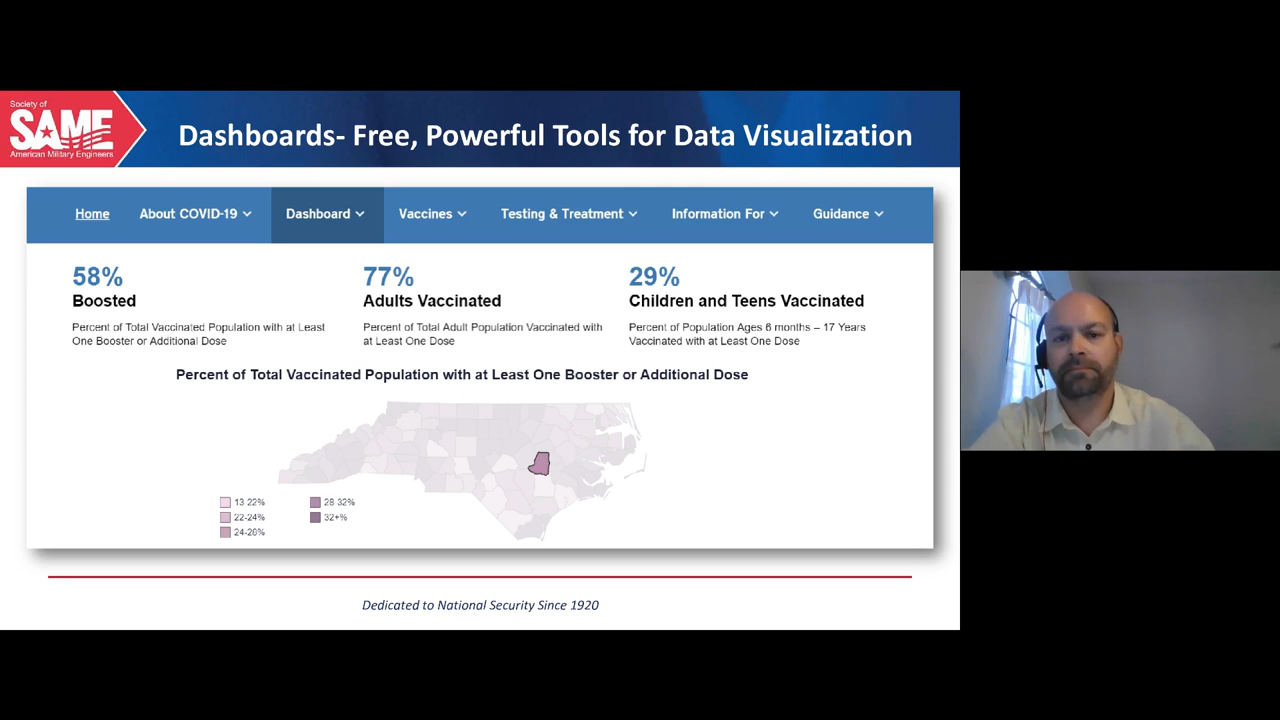 Society of
SAME
American Military Engineers
Dashboards- Free, Powerful Tools for Data Visualization
Home About COVID-19 Dashboard Vaccines Testing & Treatment Information For Guidance
58% 77% 29%
Boosted Adults Vaccinated Children and Teens Vaccinated
Percent of Total Vaccinated Population with at Least Percent of Total Adult Population Vaccinated with Percent of Population Ages 6 months – 17 Years
One Booster or Additional Dose at Least One Dose Vaccinated with at Least One Dose
Percent of Total Vaccinated Population with at Least One Booster or Additional Dose
13-22% 28-32%
22-24% 32+%
24-28%
Dedicated to National Security Since 1920